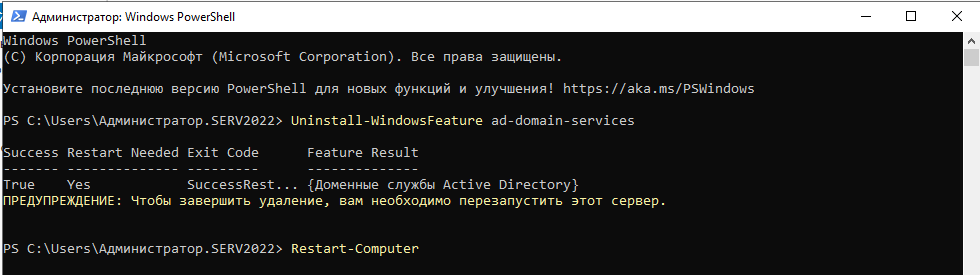 Администратор: Windows PowerShell
Windows PowerShell
(C) Корпорация Майкрософт (Microsoft Corporation). Все права защищены.
Установите последнюю версию PowerShell для новых функций и улучшения! https://aka.ms/PSWindows
PS C:\Users\Администратор.SERV2022> Uninstall-WindowsFeature ad-domain-services
Success Restart Needed Exit Code      Feature Result
------- -------------- ---------      --------------
True    Yes            SuccessRest... {Доменные службы Active Directory}
ПРЕДУПРЕЖДЕНИЕ: Чтобы завершить удаление, вам необходимо перезапустить этот сервер.
PS C:\Users\Администратор.SERV2022> Restart-Computer